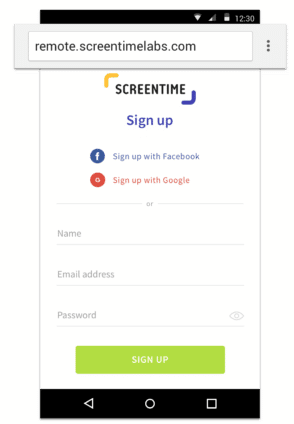 12:30
remote.screentimelabs.com
SCREENTIME
Sign up
f Sign up with Facebook
G Sign up with Google
or
Name
Email address
Password
SIGN UP